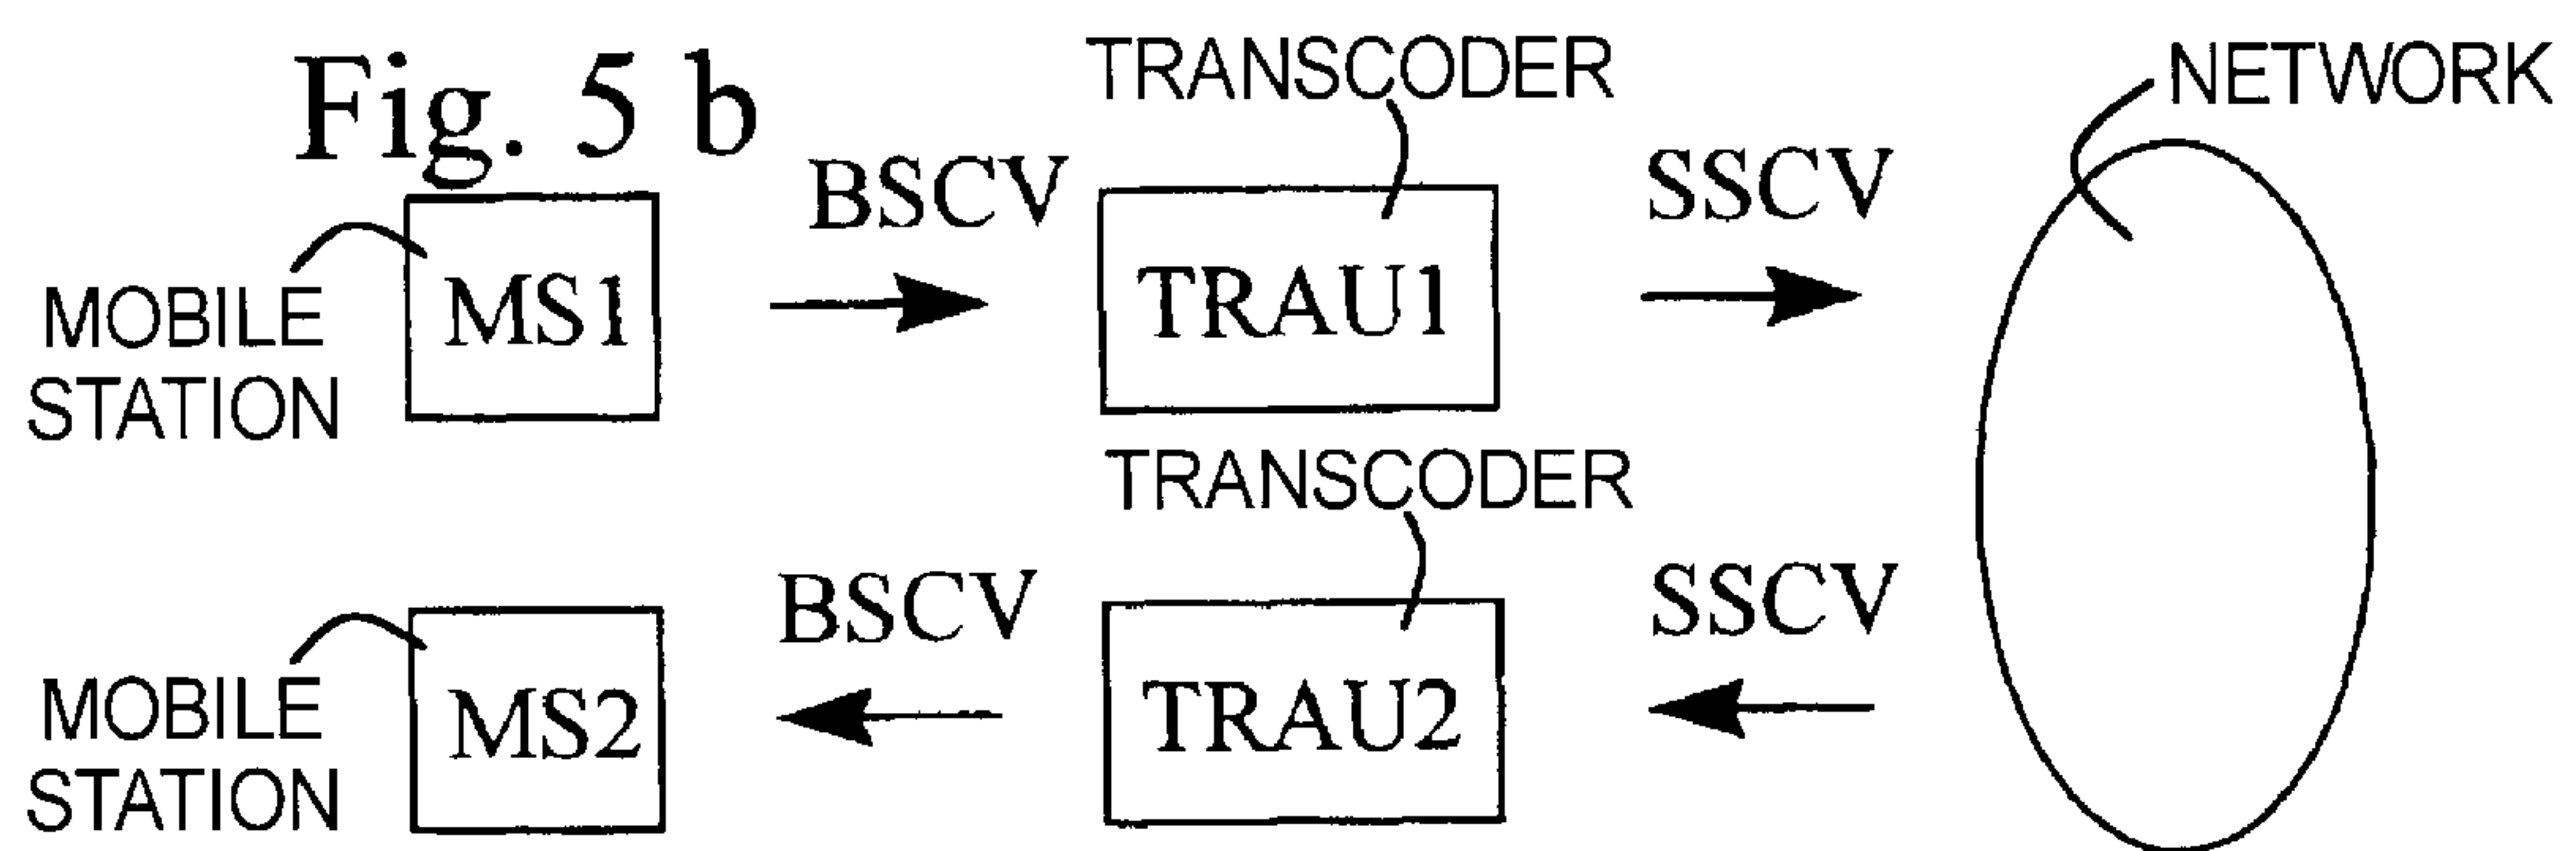 Fig. 5 b
TRANSCODER
NETWORK
BSCV
SSCV
MOBILE
STATION
MS1
TRAU1
TRANSCODER
BSCV
SSCV
MOBILE
STATION
MS2
TRAU2